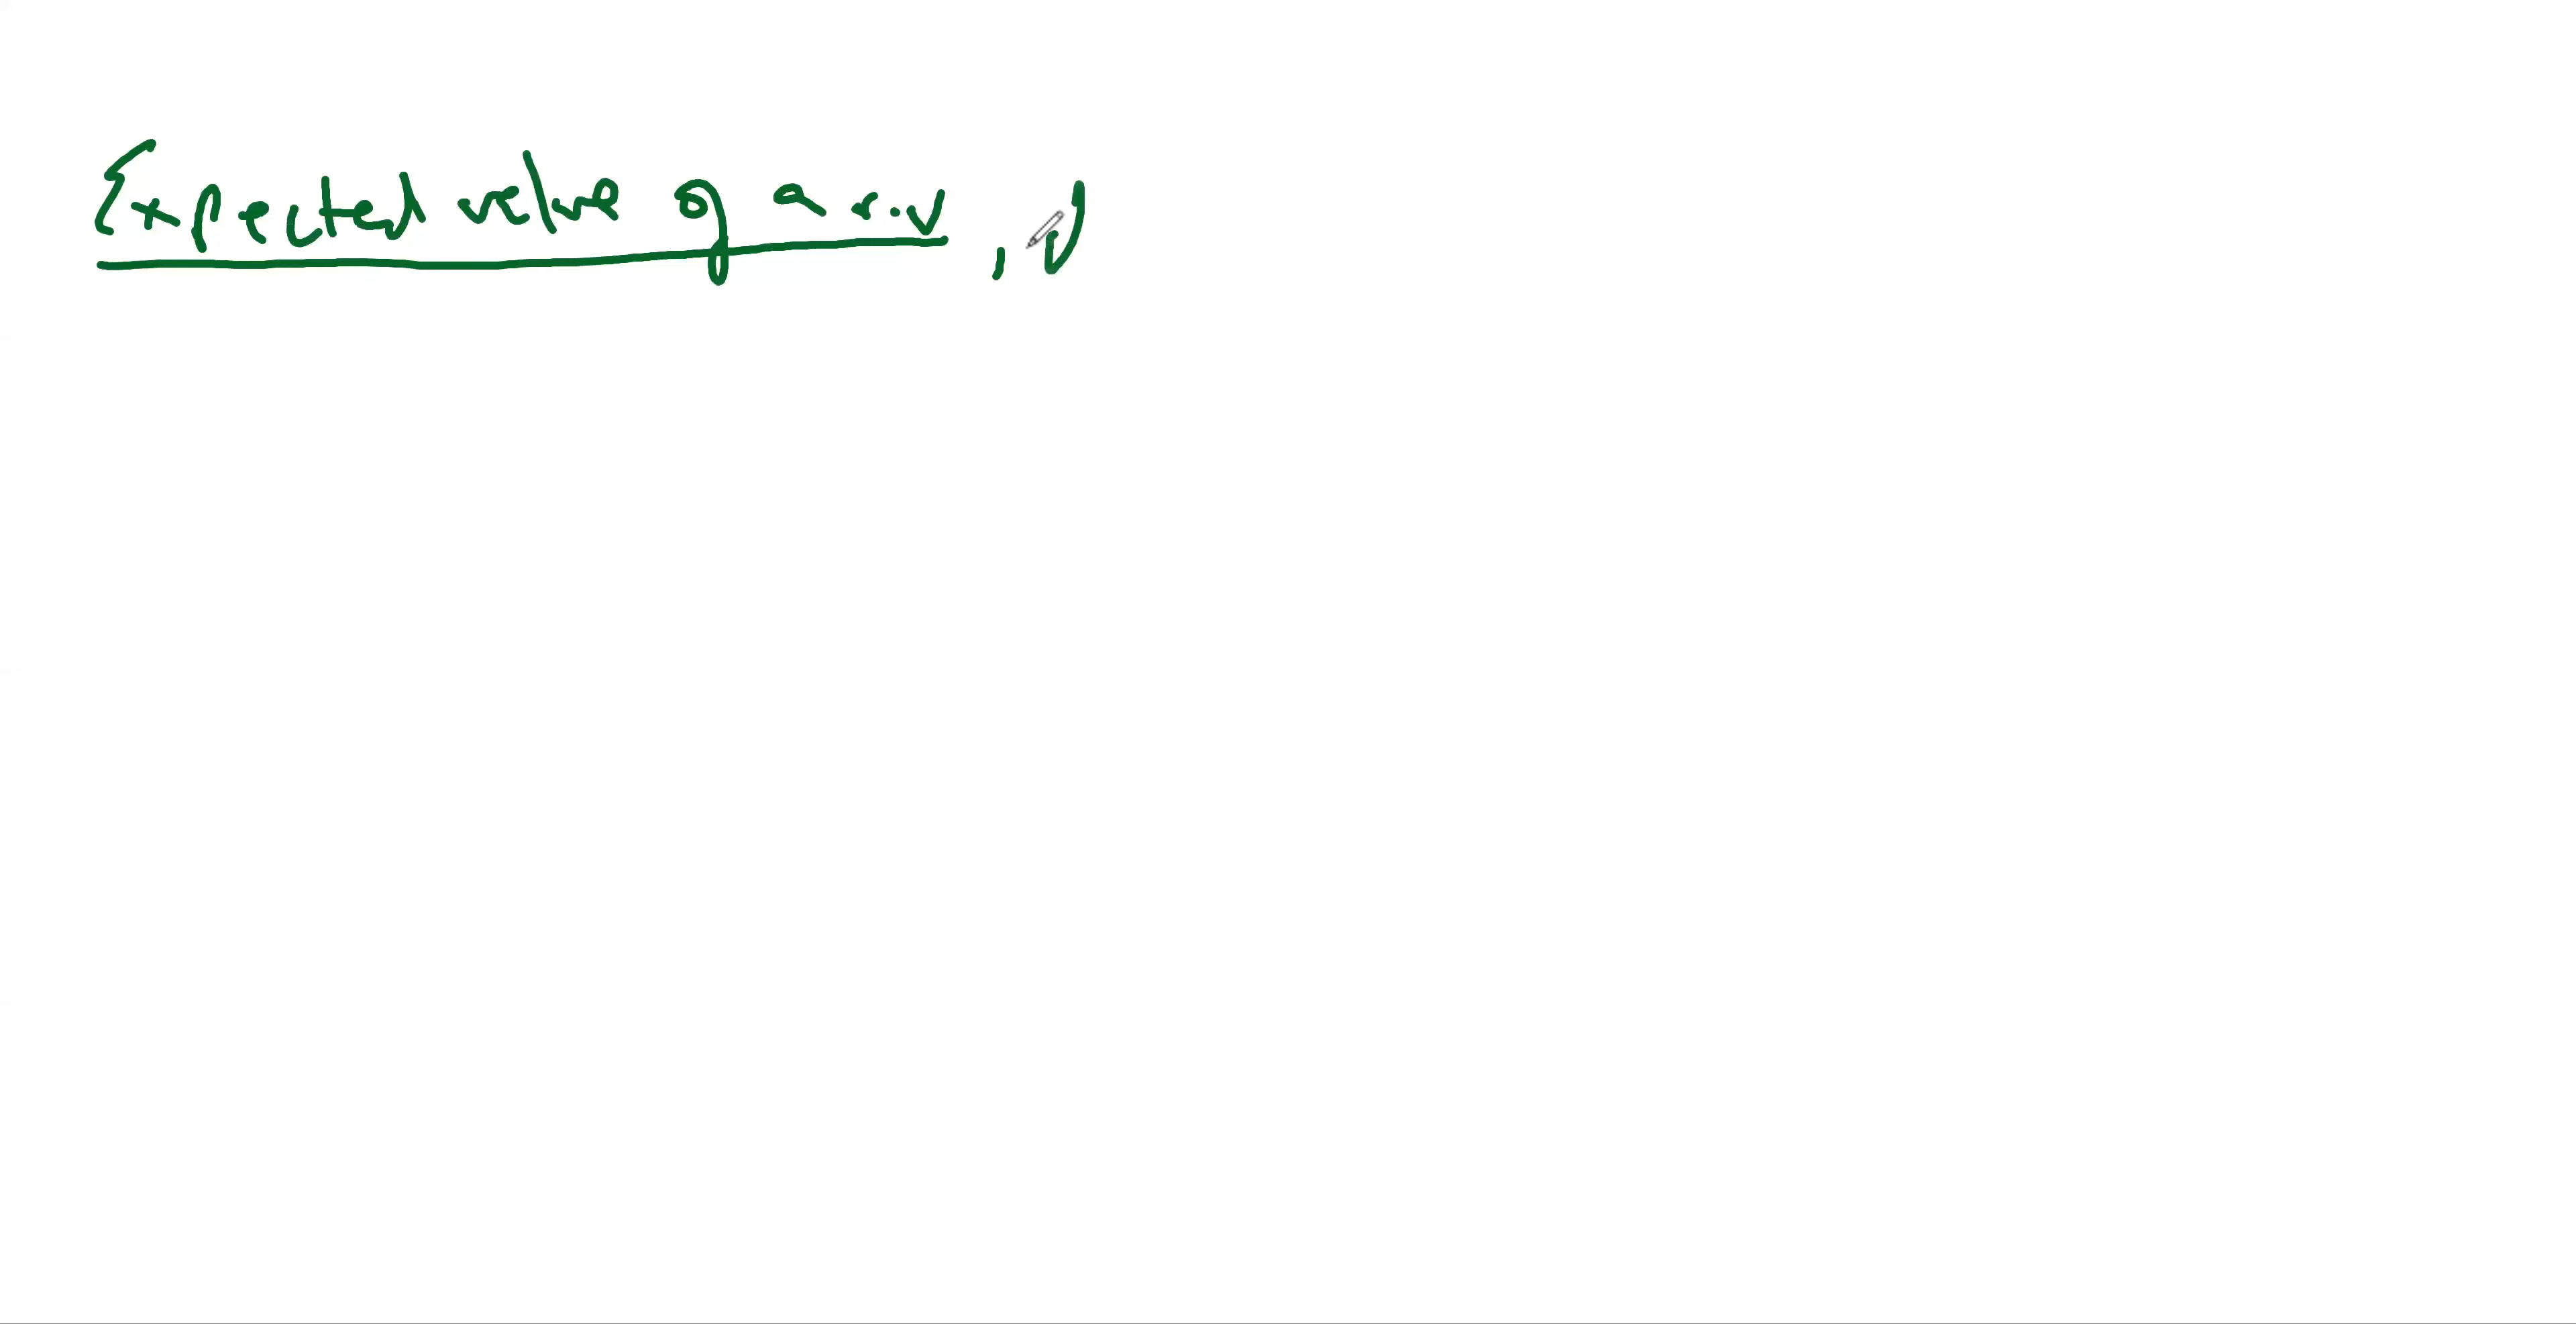 Expected value of a r.v ,